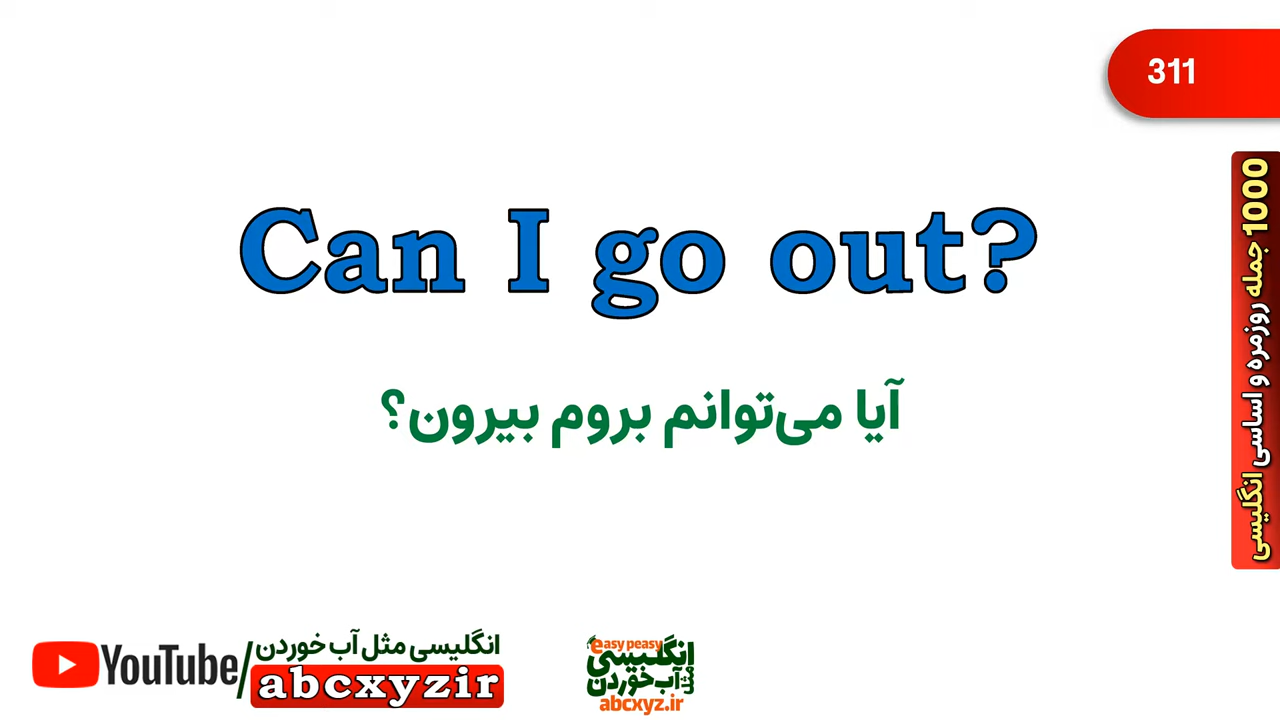 311
1000 جمله روزمره و اساسی انگلیسی
Can I go out?
آیا می‌توانم بروم بیرون؟
YouTube/
انگلیسی مثل آب خوردن
abcxyzir
easy peasy
انگلیسی
مثل آب خوردن
abcxyz.ir